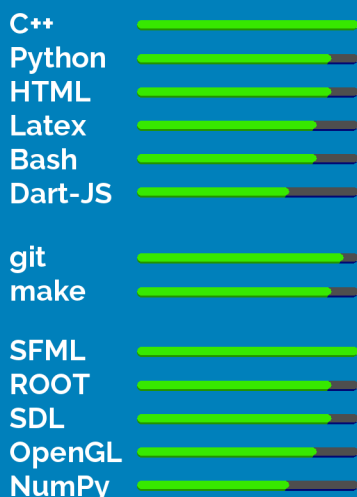 C++
Python
HTML
Latex
Bash
Dart-JS
git
make
SFML
ROOT
SDL
OpenGL
NumPy